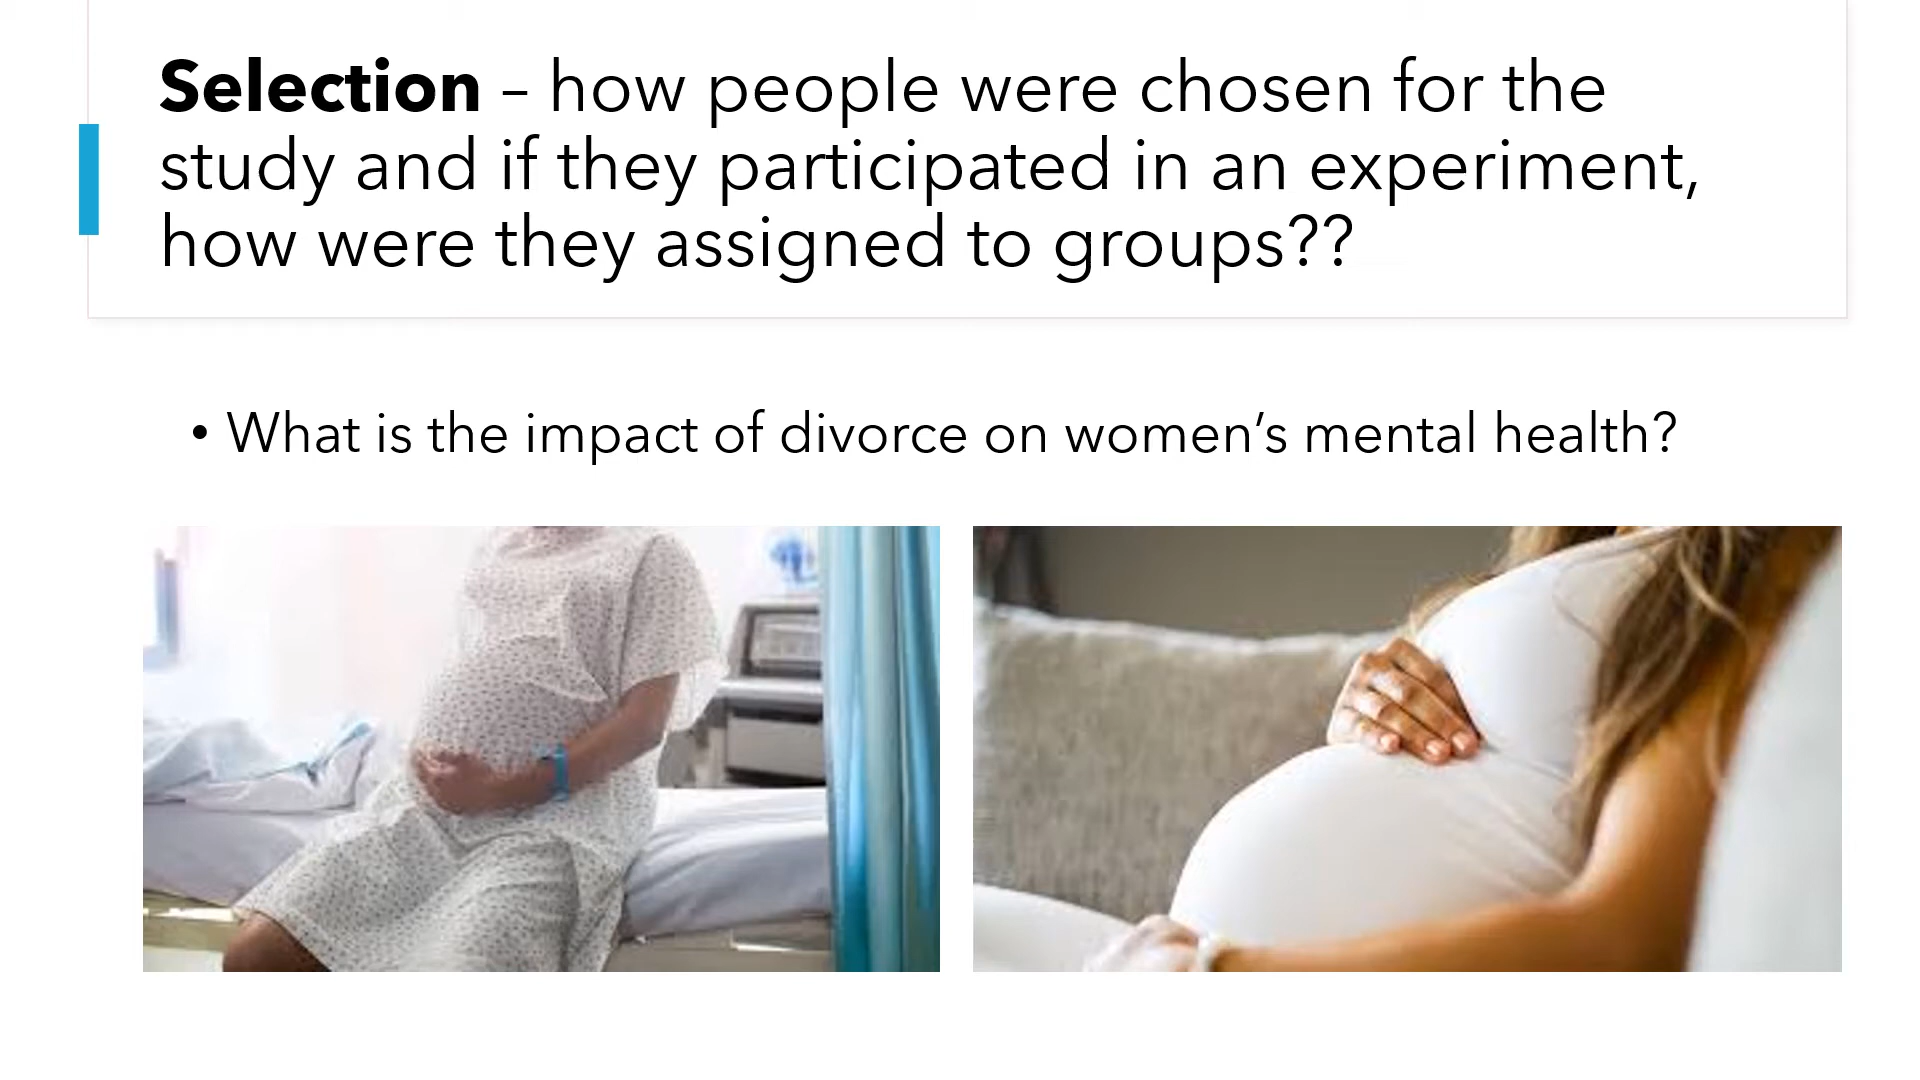 Selection – how people were chosen for the
study and if they participated in an experiment,
how were they assigned to groups??
• What is the impact of divorce on women’s mental health?